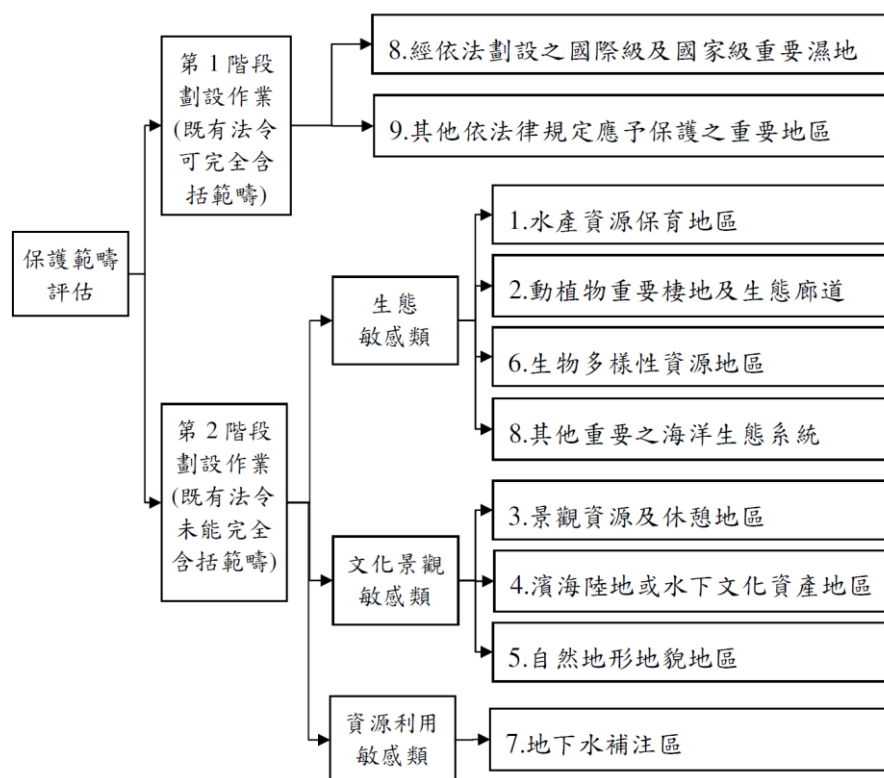 保護範疇
評估
第1階段
劃設作業
(既有法令
可完全含
括範疇)
8.經依法劃設之國際級及國家級重要濕地
9.其他依法律規定應予保護之重要地區
第2階段
劃設作業
(既有法令
未能完全
含括範疇)
生態
敏感類
1.水產資源保育地區
2.動植物重要棲地及生態廊道
6.生物多樣性資源地區
8.其他重要之海洋生態系統
文化景觀
敏感類
3.景觀資源及休憩地區
4.濱海陸地或水下文化資產地區
5.自然地形地貌地區
資源利用
敏感類
7.地下水補注區